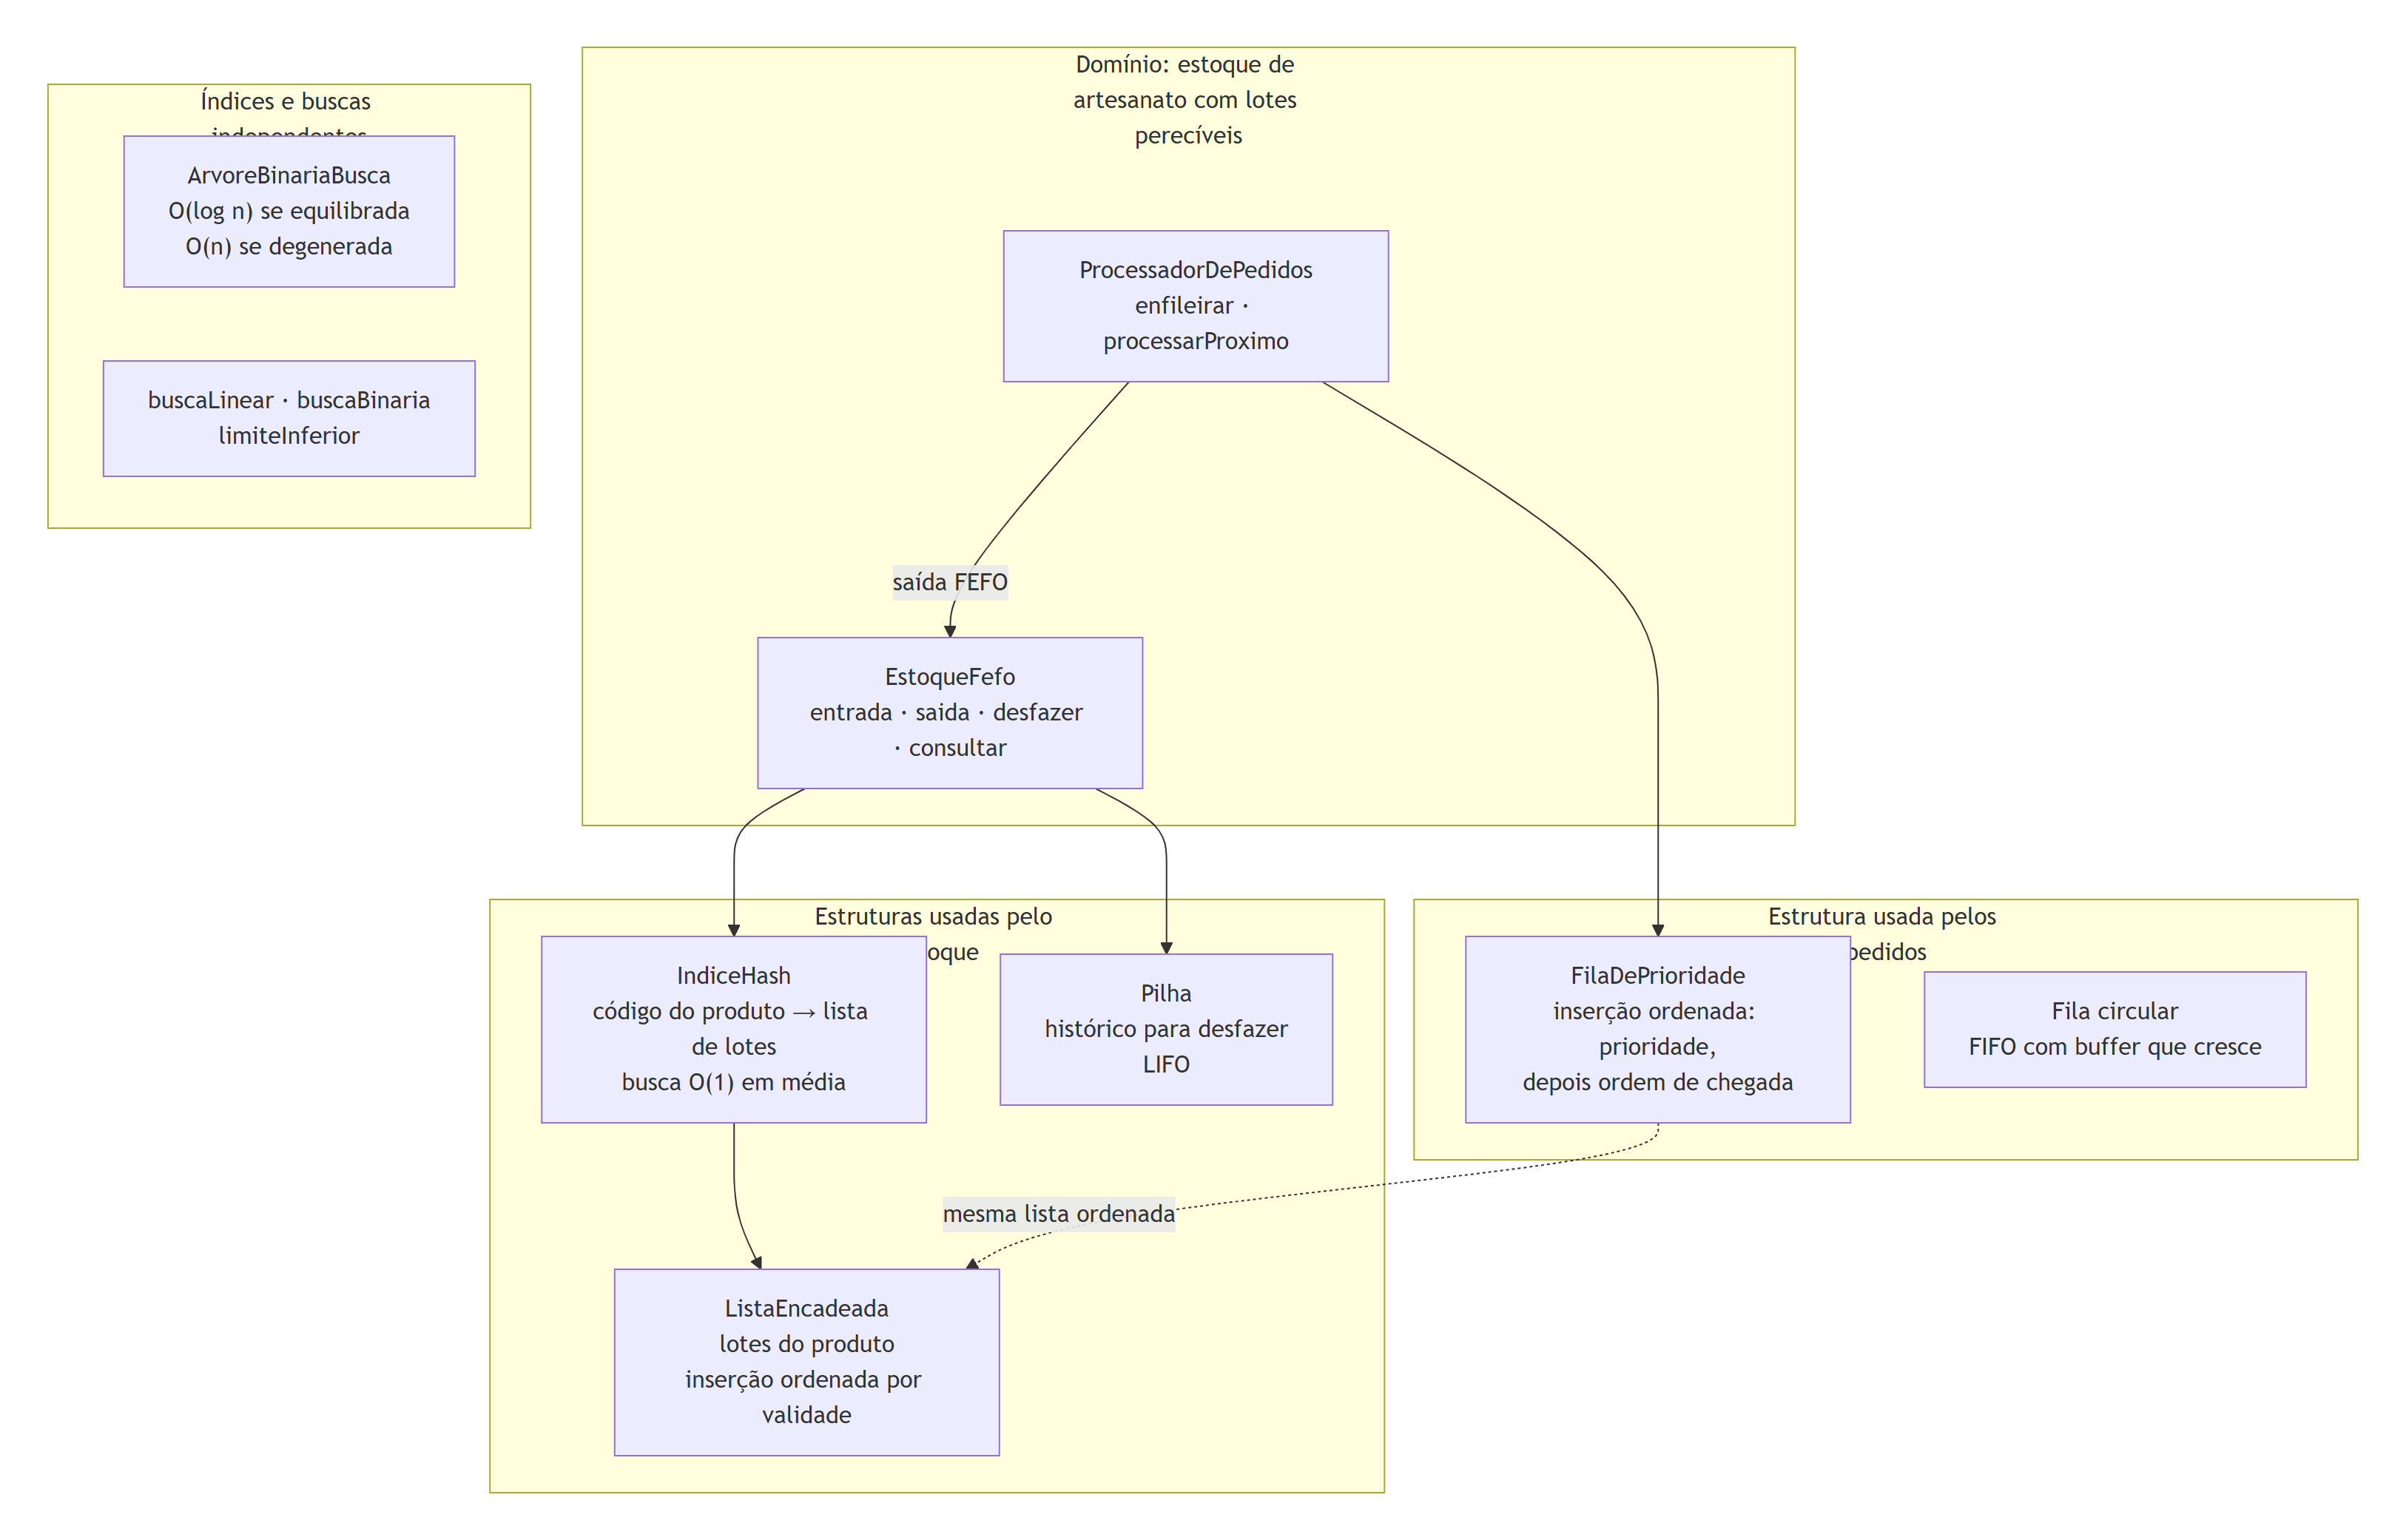 Índices e buscas
ArvoreBinariaBusca
O(log n) se equilibrada
O(n) se degenerada
buscaLinear · buscaBinaria
limiteInferior
Domínio: estoque de
artesanato com lotes
perecíveis
ProcessadorDePedidos
enfileirar ·
processarProximo
saída FEFO
EstoqueFefo
entrada · saida · desfazer
· consultar
Estruturas usadas pelo
oque
IndiceHash
código do produto → lista
de lotes
busca O(1) em média
Pilha
histórico para desfazer
LIFO
Estrutura usada pelos
pedidos
FilaDePrioridade
inserção ordenada:
prioridade,
depois ordem de chegada
Fila circular
FIFO com buffer que cresce
mesma lista ordenada
ListaEncadeada
lotes do produto
inserção ordenada por
validade